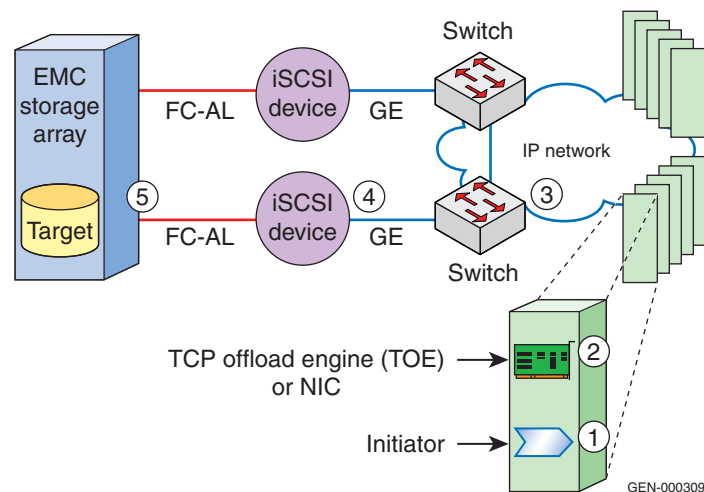 Switch
EMC
storage
array
iSCSI
device
FC-AL
GE
IP network
5
4
3
Target
iSCSI
device
FC-AL
GE
Switch
TCP offload engine (TOE)
or NIC
2
Initiator
1
GEN-000309